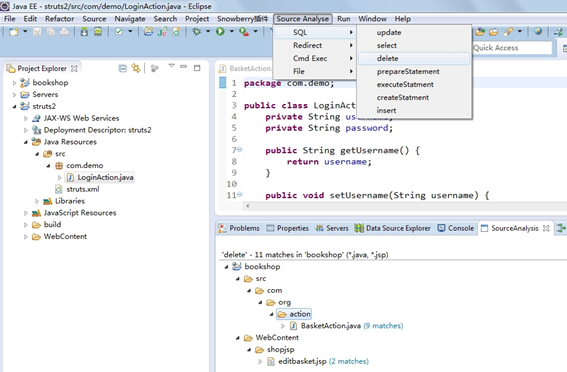 Java EE - struts2/src/com/demo/LoginAction.java - Eclipse
File Edit Refactor Source Navigate Search Project Snowberry插件 Source Analyse Run Window Help
Quick Access
SQL
Redirect
Cmd Exec
File
update
select
delete
prepareStatement
executeStatment
createStatment
insert
Project Explorer
bookshop
Servers
struts2
JAX-WS Web Services
Deployment Descriptor: struts2
Java Resources
src
com.demo
LoginAction.java
struts.xml
Libraries
JavaScript Resources
build
WebContent
BasketAction.
1 package com.demo;
2
3 public class LoginAc
4 private String us
5 private String password;
6
7 public String getUsername() {
8 return username;
9 }
10
11 public void setUsername(String username) {
Problems Properties Servers Data Source Explorer Console SourceAnalysis
'delete' - 11 matches in 'bookshop' (*.java, *.jsp)
bookshop
src
com
org
action
BasketAction.java (9 matches)
WebContent
shopjsp
editbasket.jsp (2 matches)